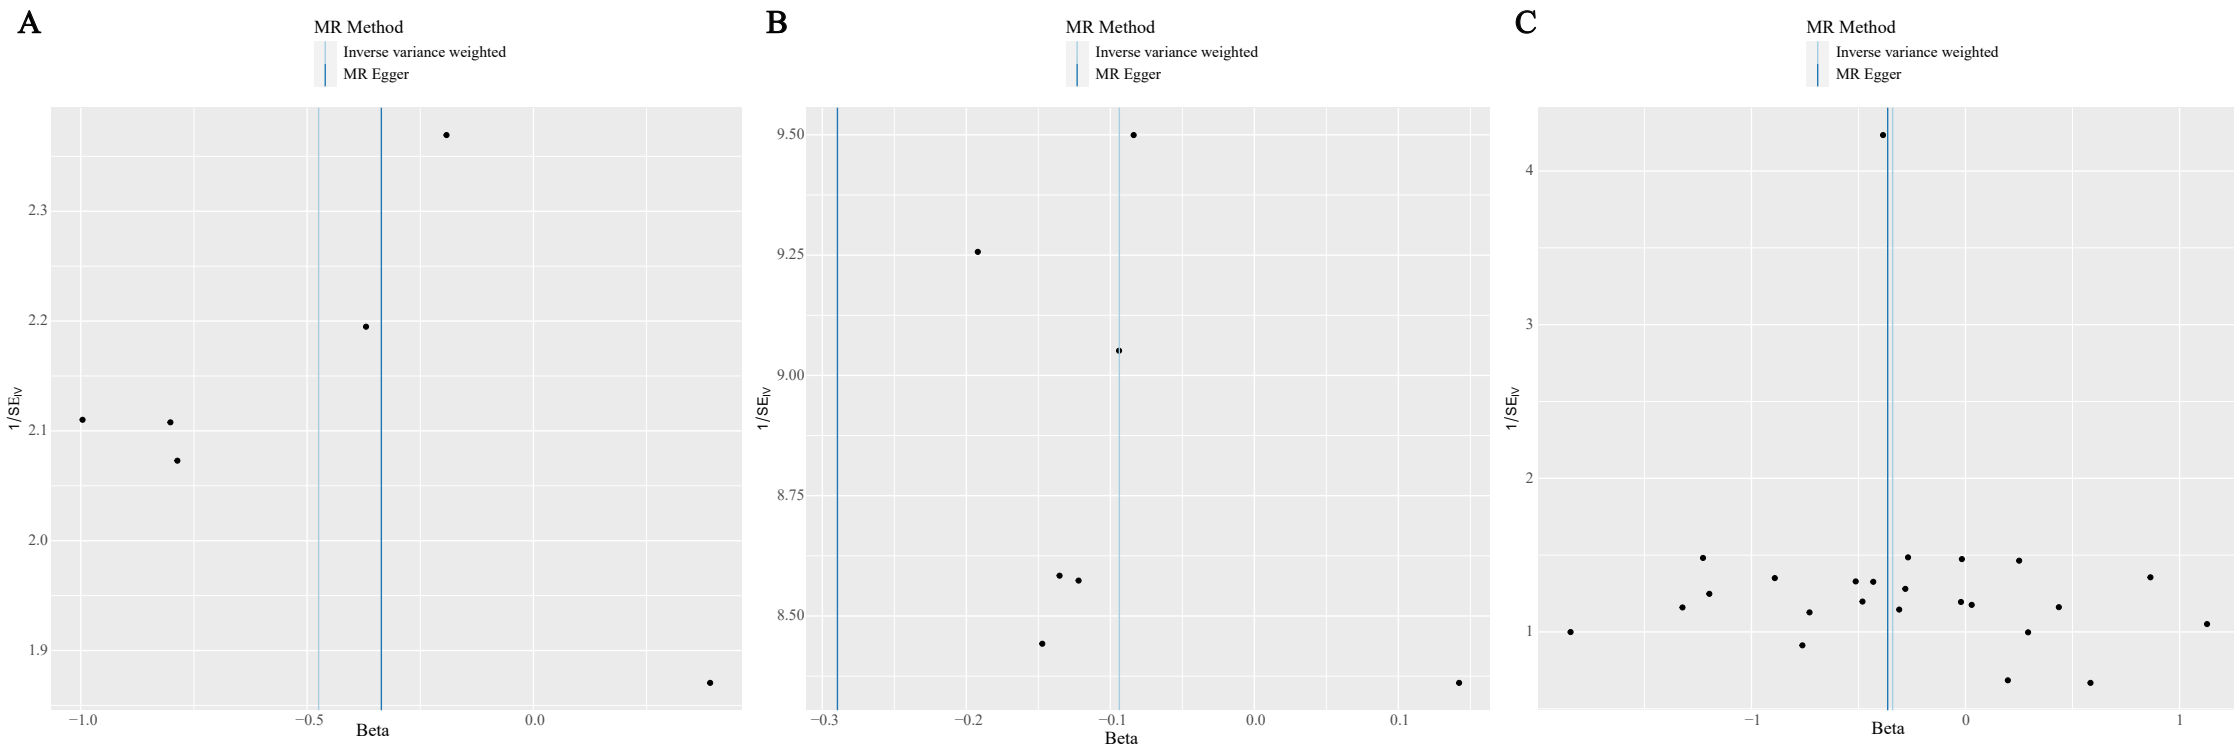 A
MR Method
Inverse variance weighted
MR Egger
1/SE_IV
2.3
2.2
2.1
2.0
1.9
−1.0 −0.5 0.0
Beta
B
MR Method
Inverse variance weighted
MR Egger
1/SE_IV
9.50
9.25
9.00
8.75
8.50
−0.3 −0.2 −0.1 0.0 0.1
Beta
C
MR Method
Inverse variance weighted
MR Egger
1/SE_IV
4
3
2
1
−1 0 1
Beta